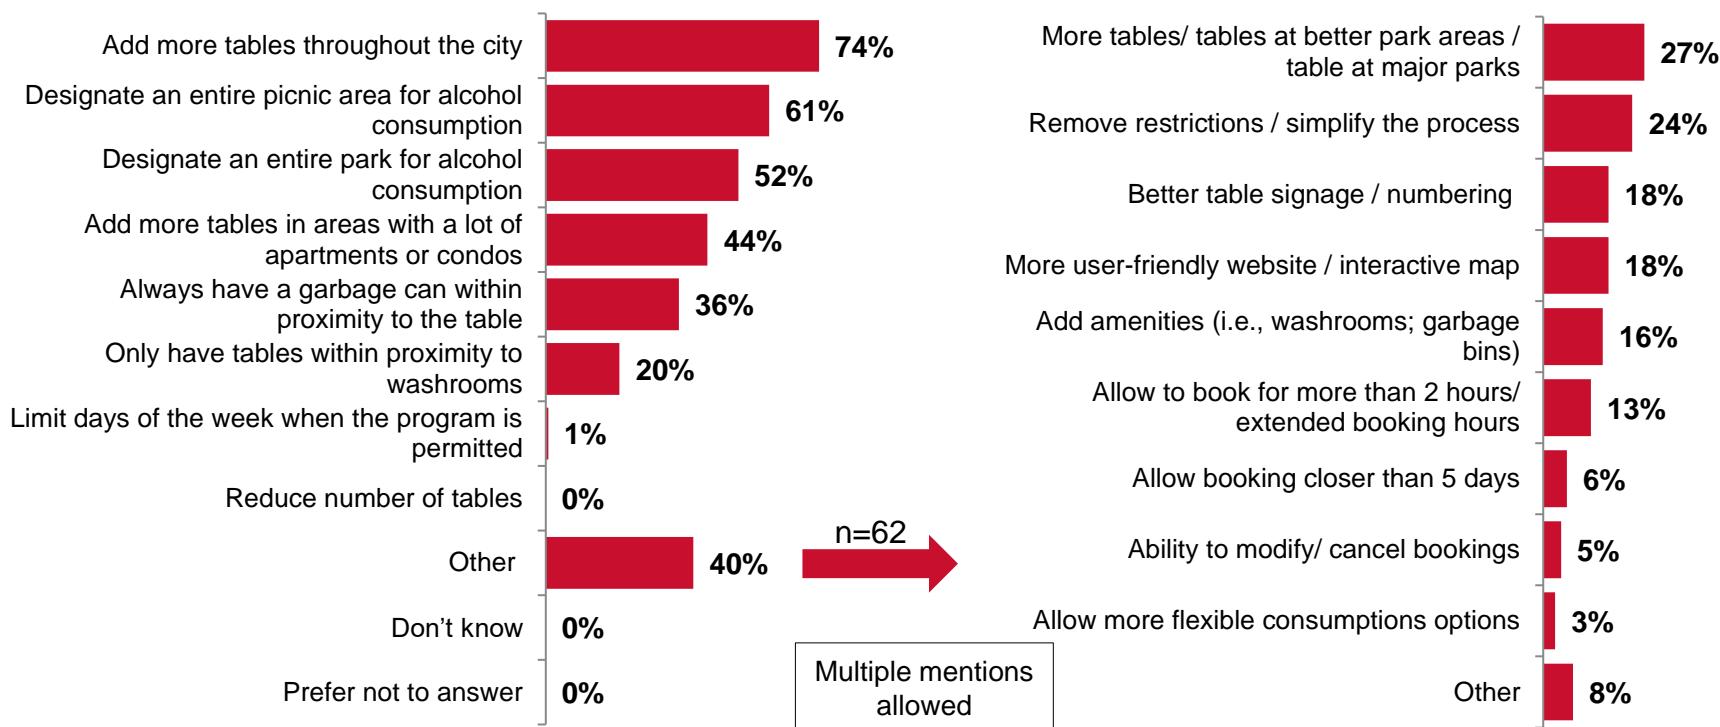 Add more tables throughout the city
74%
Designate an entire picnic area for alcohol
consumption
61%
Designate an entire park for alcohol
consumption
52%
Add more tables in areas with a lot of
apartments or condos
44%
Always have a garbage can within
proximity to the table
36%
Only have tables within proximity to
washrooms
20%
Limit days of the week when the program is
permitted
1%
Reduce number of tables
0%
Other
40%
n=62
Don't know
0%
Prefer not to answer
0%
Multiple mentions
allowed
More tables/ tables at better park areas /
table at major parks
27%
Remove restrictions / simplify the process
24%
Better table signage / numbering
18%
More user-friendly website / interactive map
18%
Add amenities (i.e., washrooms; garbage
bins)
16%
Allow to book for more than 2 hours/
extended booking hours
13%
Allow booking closer than 5 days
6%
Ability to modify/ cancel bookings
5%
Allow more flexible consumptions options
3%
Other
8%